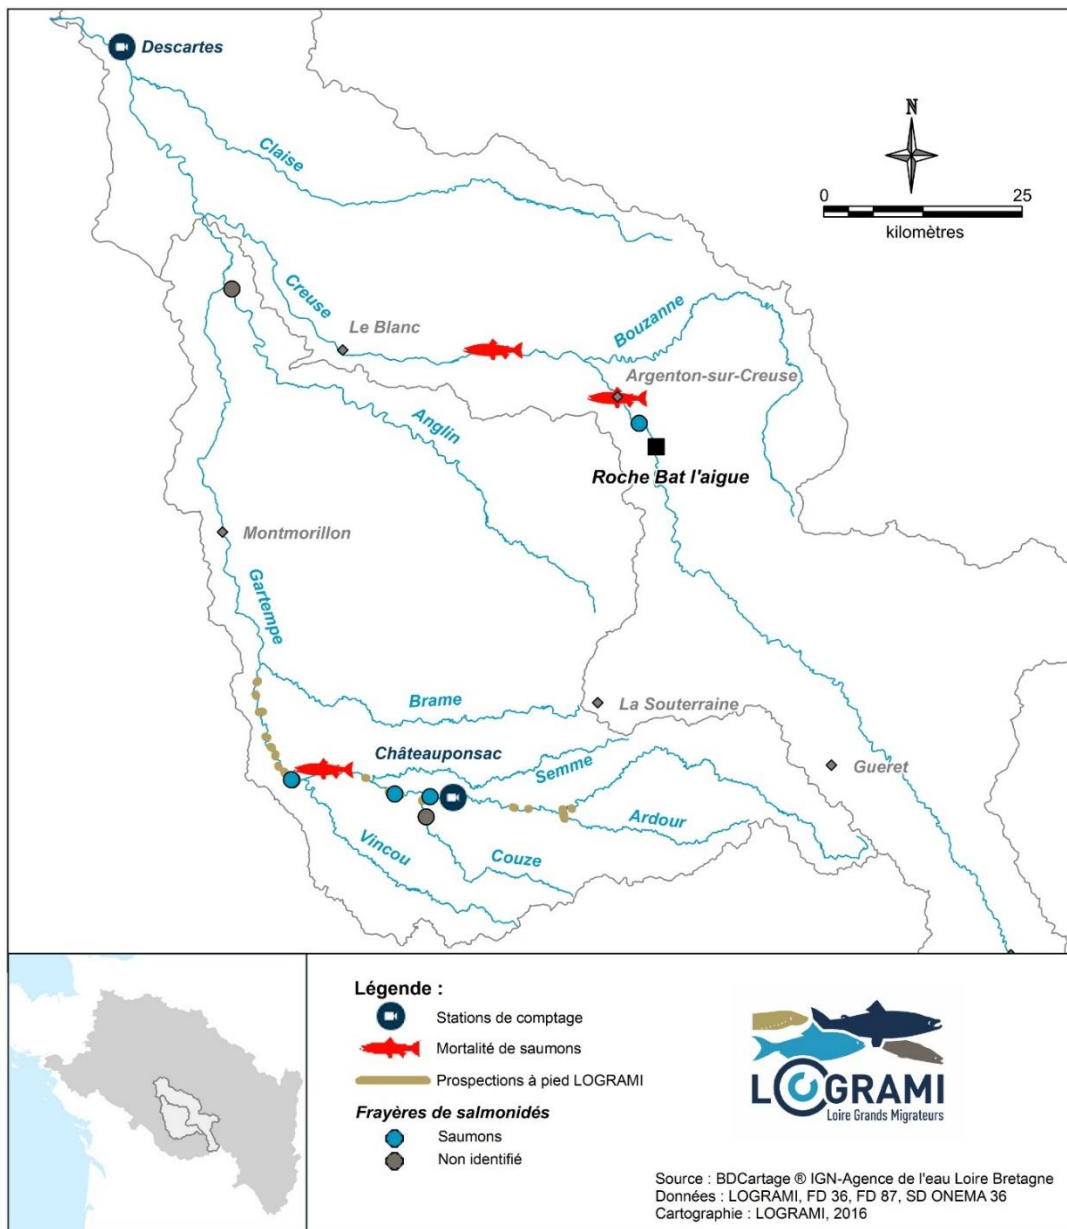 Descartes
N
Claise
0 25
kilomètres
Creuse
Le Blanc
Bouzanne
Argenton-sur-Creuse
Anglin
Roche Bat l'aigue
Montmorillon
Gartempe
Brame
La Souterraine
Châteauponsac
Semme
Gueret
Ardour
Vincou
Couze
Légende :
Stations de comptage
Mortalité de saumons
Prospections à pied LOGRAMI
Frayères de salmonidés
Saumons
Non identifié
LOGRAMI
Loire Grands Migrateurs
Source : BDCartage ® IGN-Agence de l'eau Loire Bretagne
Données : LOGRAMI, FD 36, FD 87, SD ONEMA 36
Cartographie : LOGRAMI, 2016